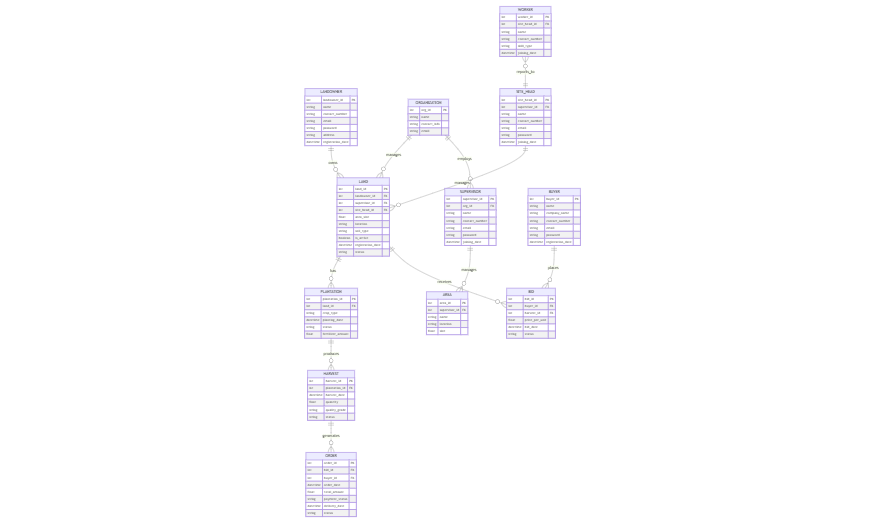 WORKER
int worker_id PK
int site_head_id FK
string name
string contact_number
string
datetime joining_date
reports_to
LANDOWNER
int landowner_id PK
string name
string contact_number
string email
string password
string address
datetime registration_date
ORGANISATION
int org_id PK
string name
string
string email
SITE_HEAD
int site_head_id PK
int supervisor_id FK
string name
string contact_number
string email
string password
datetime joining_date
owns
manages
employs
manages
LAND
int land_id PK
int landowner_id FK
int supervisor_id FK
int site_head_id FK
float
string location
string soil_type
boolean is_active
datetime registration_date
string status
SUPERVISOR
int supervisor_id PK
int org_id FK
string name
string contact_number
string email
string password
datetime joining_date
BUYER
int buyer_id PK
string name
string company_name
string contact_number
string email
string password
datetime registration_date
has
manages
receives
places
PLANTATION
int plantation_id PK
int land_id FK
string crop_type
datetime planting_date
string status
float
AREA
int area_id PK
int supervisor_id FK
string name
string location
float size
BID
int bid_id PK
int buyer_id FK
int harvest_id FK
float price_per_unit
datetime bid_date
string status
produces
HARVEST
int harvest_id PK
int plantation_id FK
datetime harvest_date
float quantity
string quality_grade
string status
generates
ORDER
int order_id PK
int bid_id FK
int buyer_id FK
datetime order_date
float total_amount
string payment_status
datetime delivery_date
string status